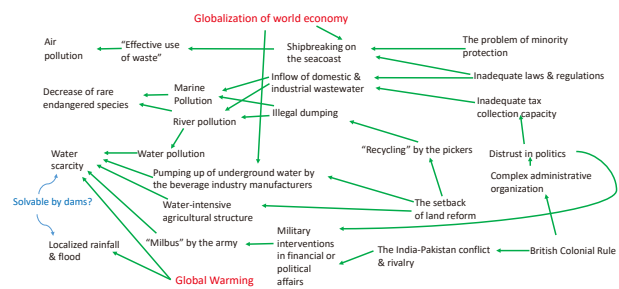 Globalization of world economy
Air
pollution
“Effective use
of waste”
Shipbreaking on
the seacoast
The problem of minority
protection
Inadequate laws & regulations
Decrease of rare
endangered species
Marine
Pollution
Inflow of domestic &
industrial wastewater
Inadequate tax
collection capacity
River pollution
Illegal dumping
Water
scarcity
Water pollution
“Recycling” by the pickers
Distrust in politics
Pumping up of underground water by
the beverage industry manufacturers
Complex administrative
organization
Solvable by dams?
Water-intensive
agricultural structure
The setback
of land reform
Localized rainfall
& flood
“Milbus” by the army
Military
interventions
in financial or
political
affairs
The India-Pakistan conflict
& rivalry
British Colonial Rule
Global Warming